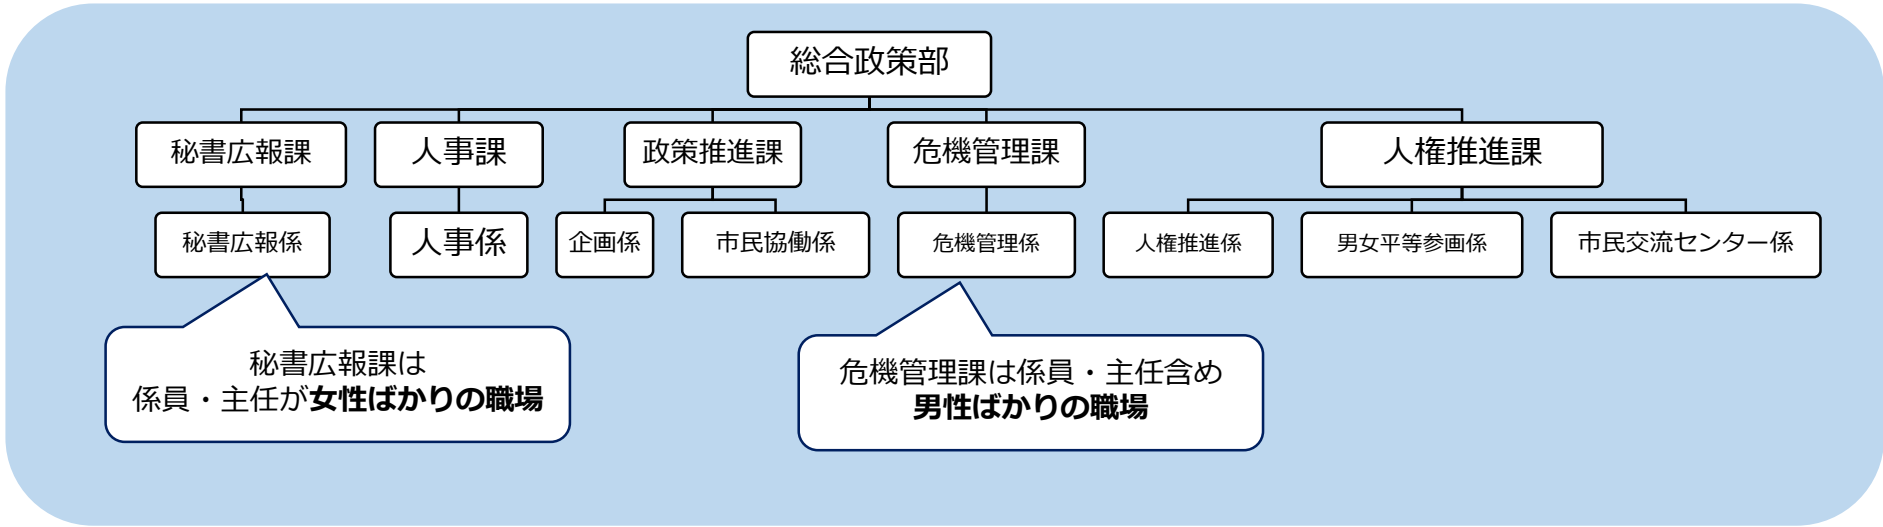 総合政策部
秘書広報課
人事課
政策推進課
危機管理課
人権推進課
秘書広報係
人事係
企画係
市民協働係
危機管理係
人権推進係
男女平等参画係
市民交流センター係
秘書広報課は
係員・主任が女性ばかりの職場
危機管理課は係員・主任含め
男性ばかりの職場